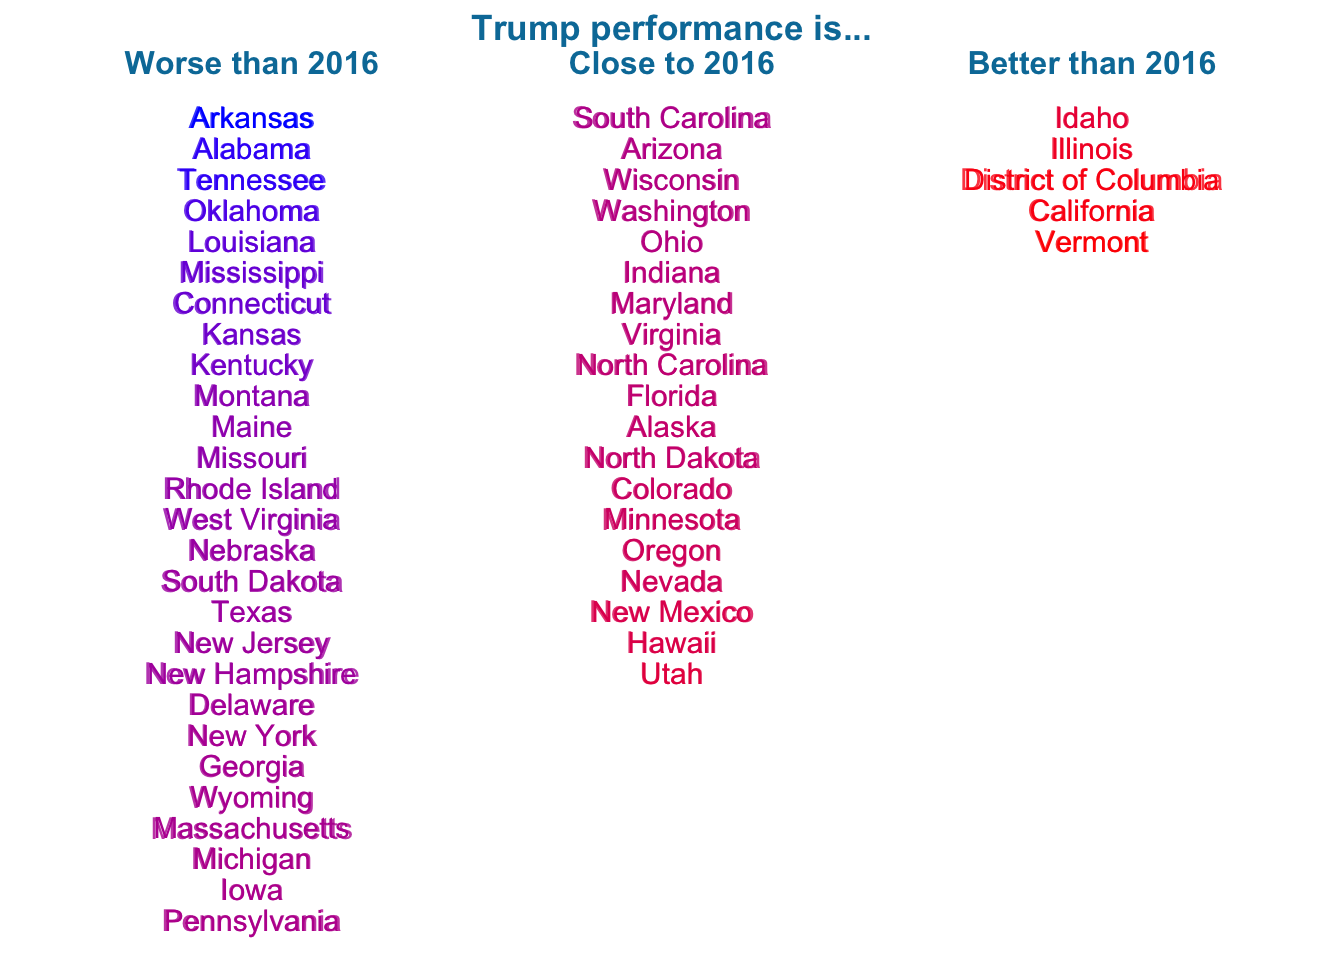 Trump performance is...
Worse than 2016
Arkansas
Alabama
Tennessee
Oklahoma
Louisiana
Mississippi
Connecticut
Kansas
Kentucky
Montana
Maine
Missouri
Rhode Island
West Virginia
Nebraska
South Dakota
Texas
New Jersey
New Hampshire
Delaware
New York
Georgia
Wyoming
Massachusetts
Michigan
Iowa
Pennsylvania
Close to 2016
South Carolina
Arizona
Wisconsin
Washington
Ohio
Indiana
Maryland
Virginia
North Carolina
Florida
Alaska
North Dakota
Colorado
Minnesota
Oregon
Nevada
New Mexico
Hawaii
Utah
Better than 2016
Idaho
Illinois
District of Columbia
California
Vermont